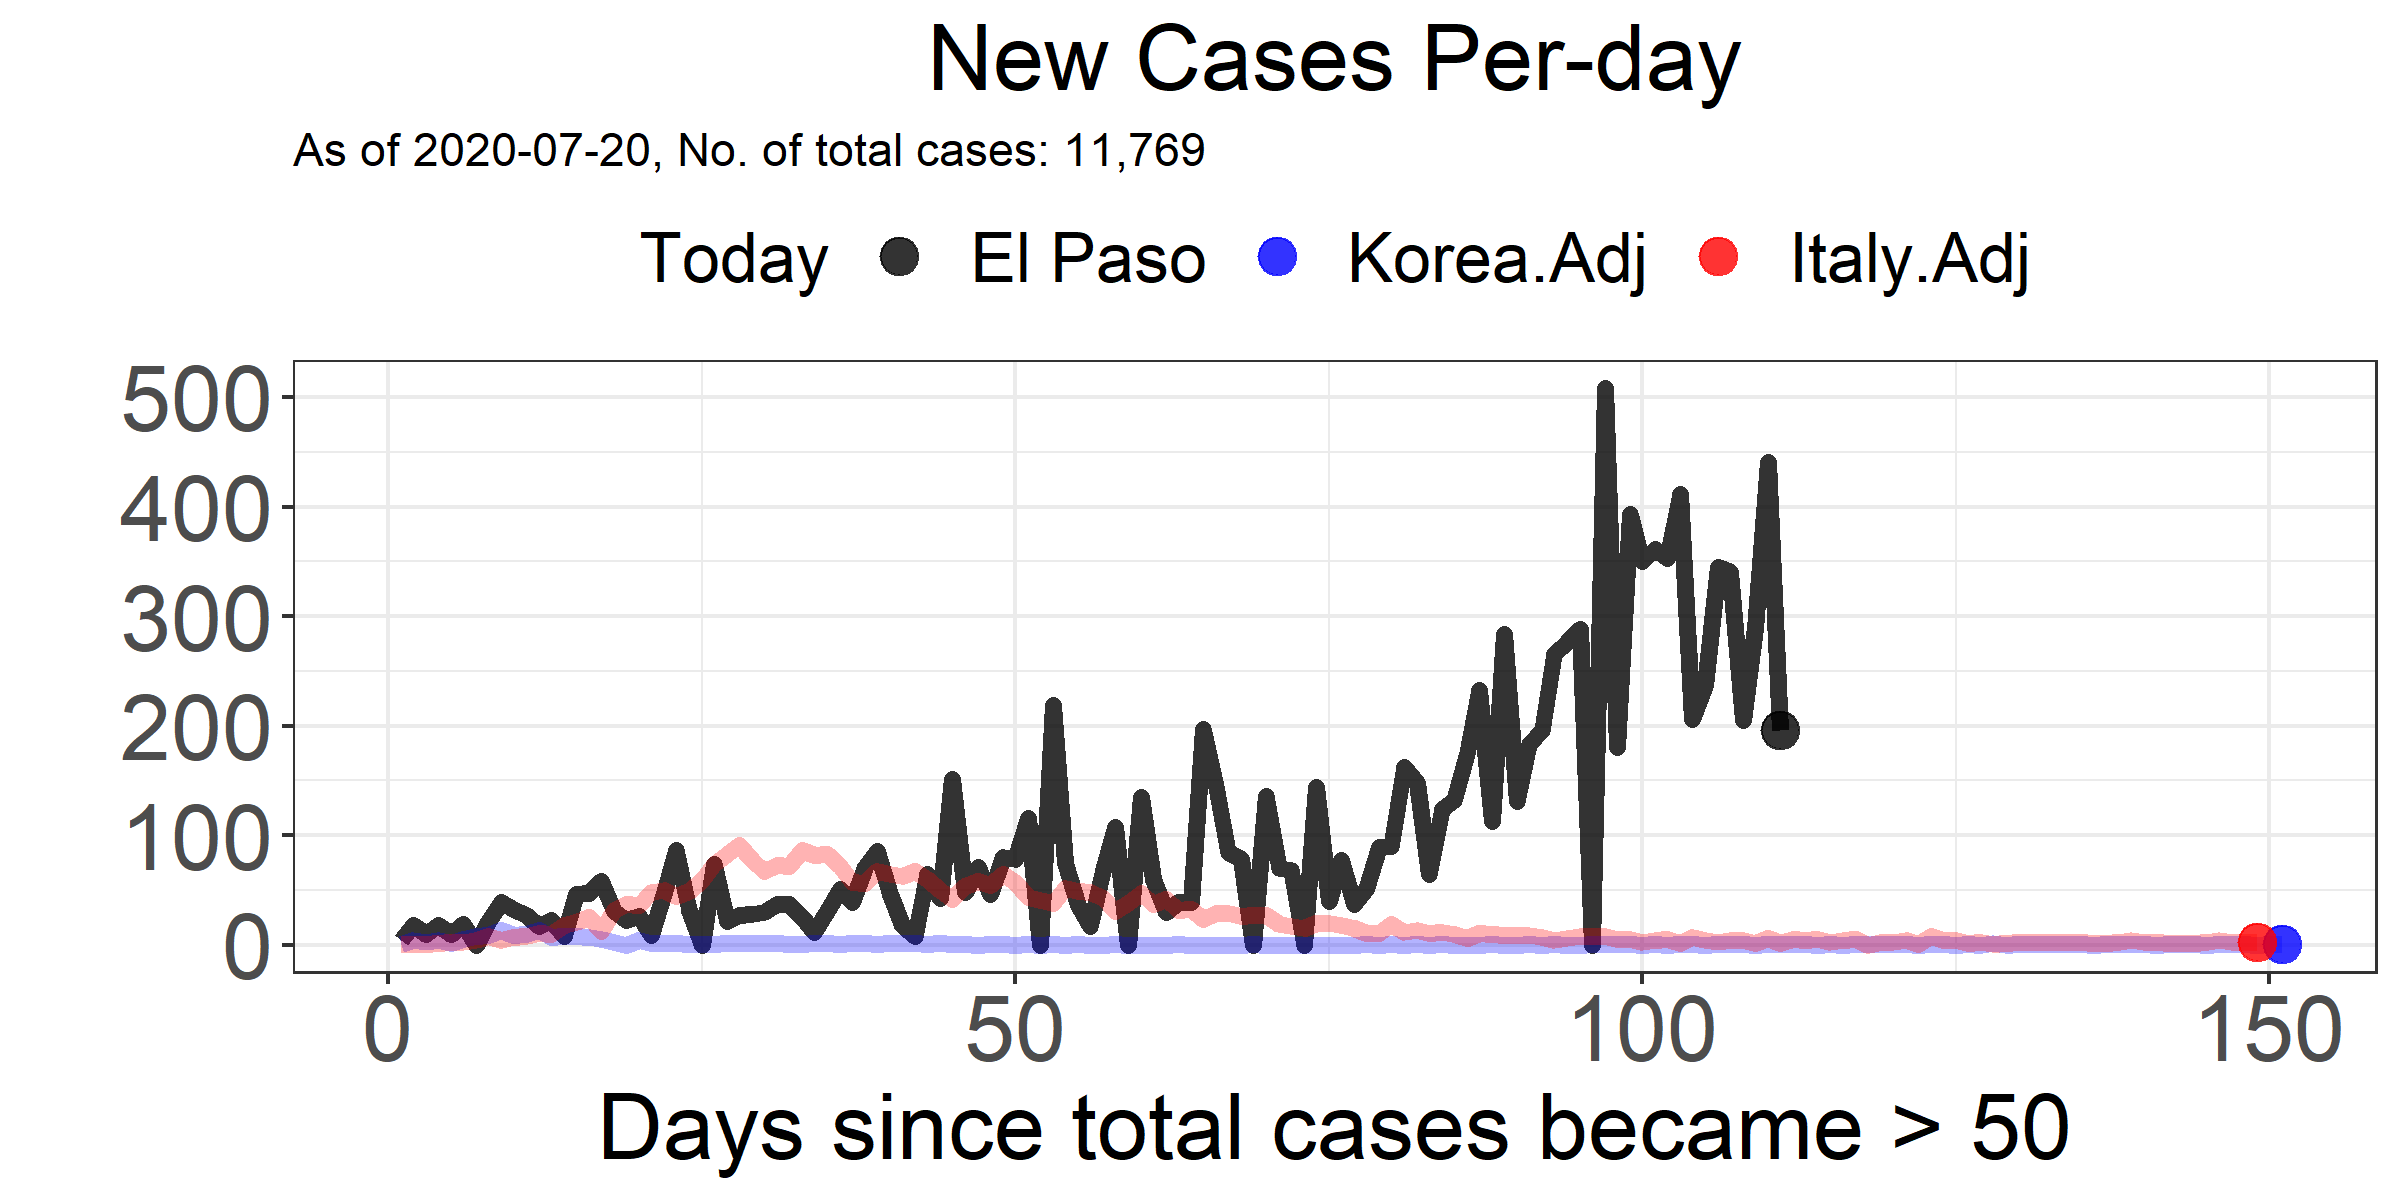 New Cases Per-day
As of 2020-07-20, No. of total cases: 11,769
Today El Paso Korea.Adj Italy.Adj
500
400
300
200
100
0
0 50 100 150
Days since total cases became > 50